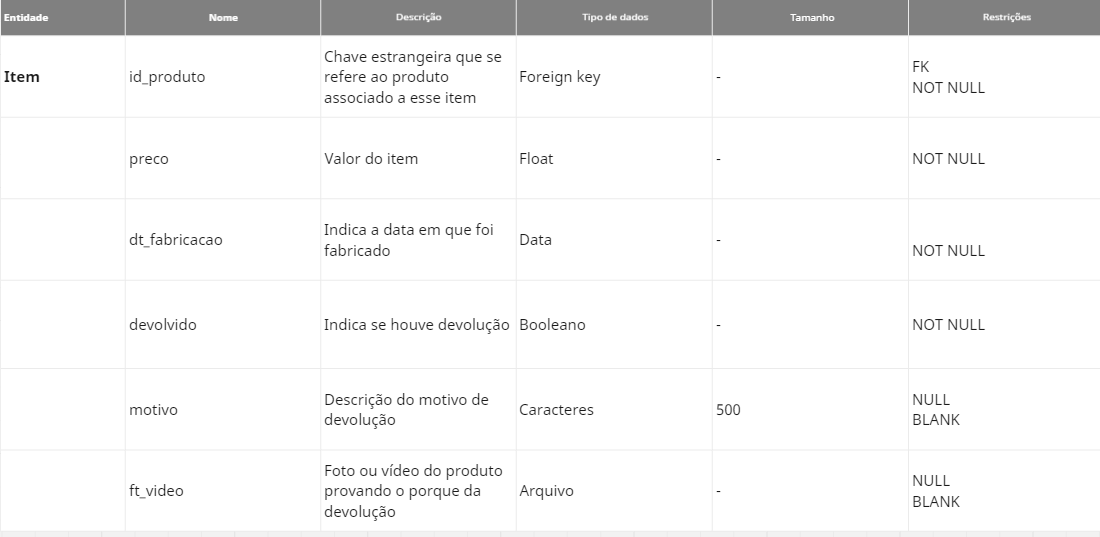 Entidade Nome Descrição Tipo de dados Tamanho Restrições
Item id_produto Chave estrangeira que se refere ao produto associado a esse item Foreign key - FK NOT NULL
preco Valor do item Float - NOT NULL
dt_fabricacao Indica a data em que foi fabricado Data - NOT NULL
devolvido Indica se houve devolução Booleano - NOT NULL
motivo Descrição do motivo de devolução Caracteres 500 NULL BLANK
ft_video Foto ou vídeo do produto provando o porque da devolução Arquivo - NULL BLANK